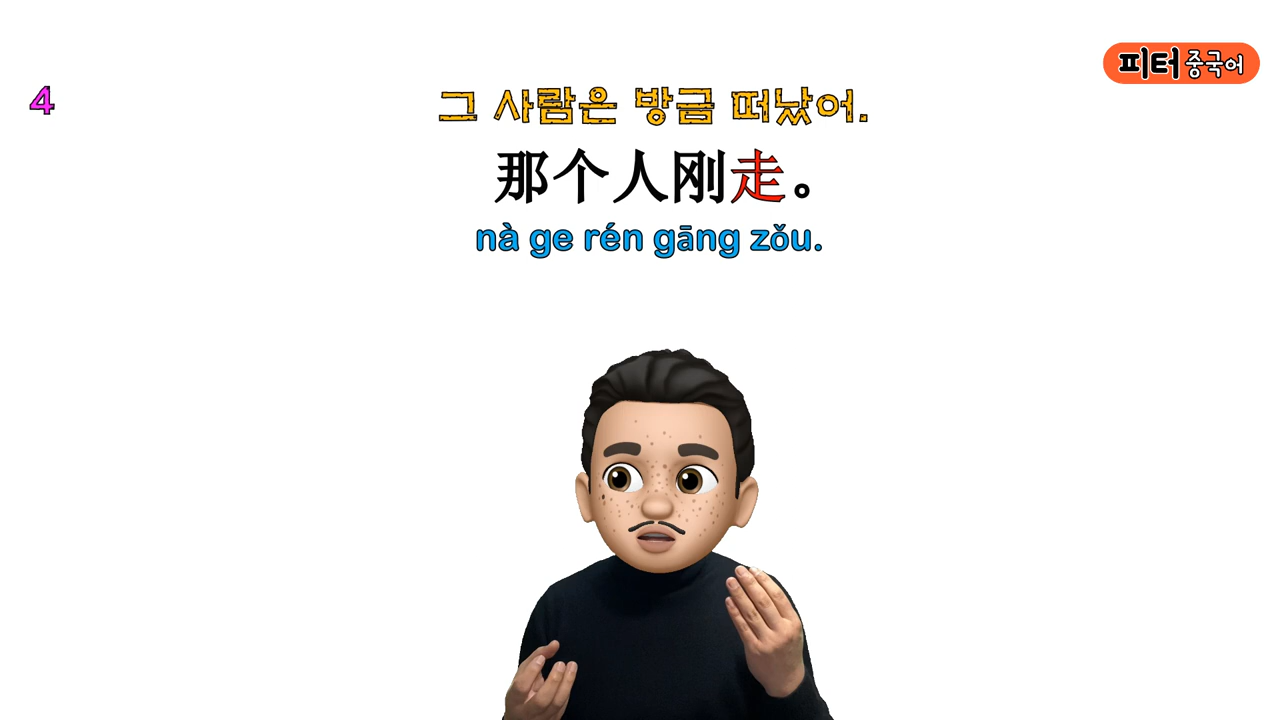 피터 중국어
4
그 사람은 방금 떠났어.
那个人刚走。
nà ge rén gāng zǒu.